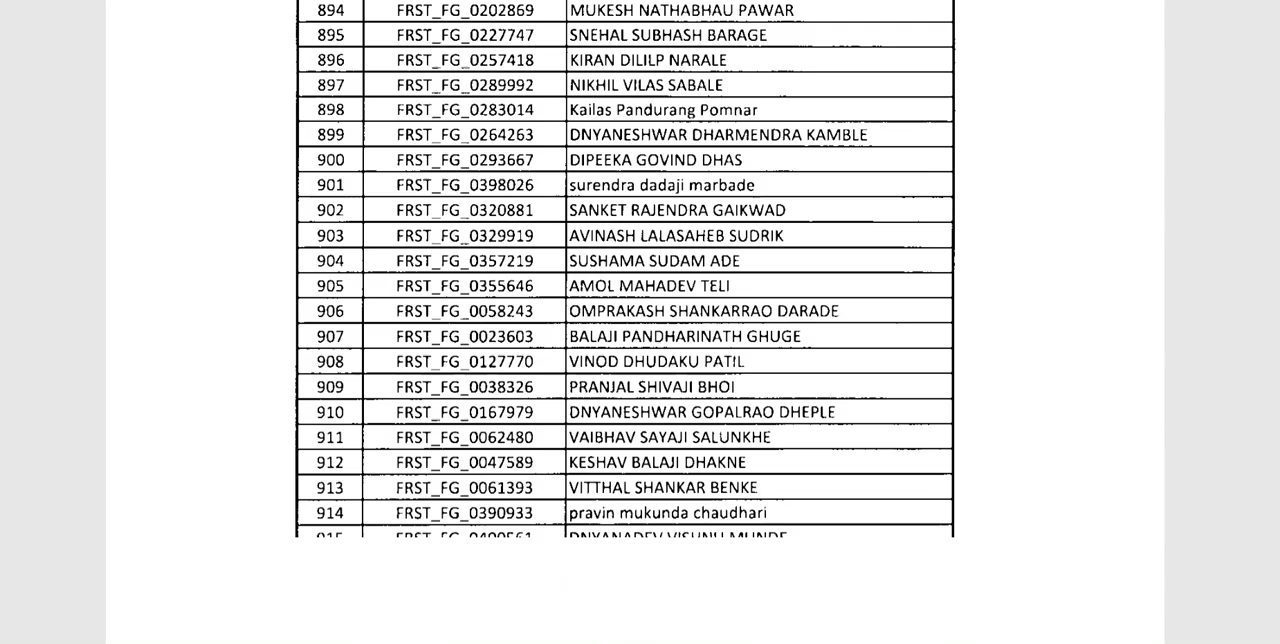 894 FRST_FG_0202869 MUKESH NATHABHAU PAWAR
895 FRST_FG_0227747 SNEHAL SUBHASH BARAGE
896 FRST_FG_0257418 KIRAN DILILP NARALE
897 FRST_FG_0289992 NIKHIL VILAS SABALE
898 FRST_FG_0283014 Kailas Pandurang Pomnar
899 FRST_FG_0264263 DNYANESHWAR DHARMENDRA KAMBLE
900 FRST_FG_0293667 DIPEEKA GOVIND DHAS
901 FRST_FG_0398026 surendra dadaji marbade
902 FRST_FG_0320881 SANKET RAJENDRA GAIKWAD
903 FRST_FG_0329919 AVINASH LALASAHEB SUDRIK
904 FRST_FG_0357219 SUSHAMA SUDAM ADE
905 FRST_FG_0355646 AMOL MAHADEV TELI
906 FRST_FG_0058243 OMPRAKASH SHANKARRAO DARADE
907 FRST_FG_0023603 BALAJI PANDHARINATH GHUGE
908 FRST_FG_0127770 VINOD DHUDAKU PATIL
909 FRST_FG_0038326 PRANJAL SHIVAJI BHOI
910 FRST_FG_0167979 DNYANESHWAR GOPALRAO DHEPLE
911 FRST_FG_0062480 VAIBHAV SAYAJI SALUNKHE
912 FRST_FG_0047589 KESHAV BALAJI DHAKNE
913 FRST_FG_0061393 VITTHAL SHANKAR BENKE
914 FRST_FG_0390933 pravin mukunda chaudhari
915 DNYANADEV VISHNU MUNDE